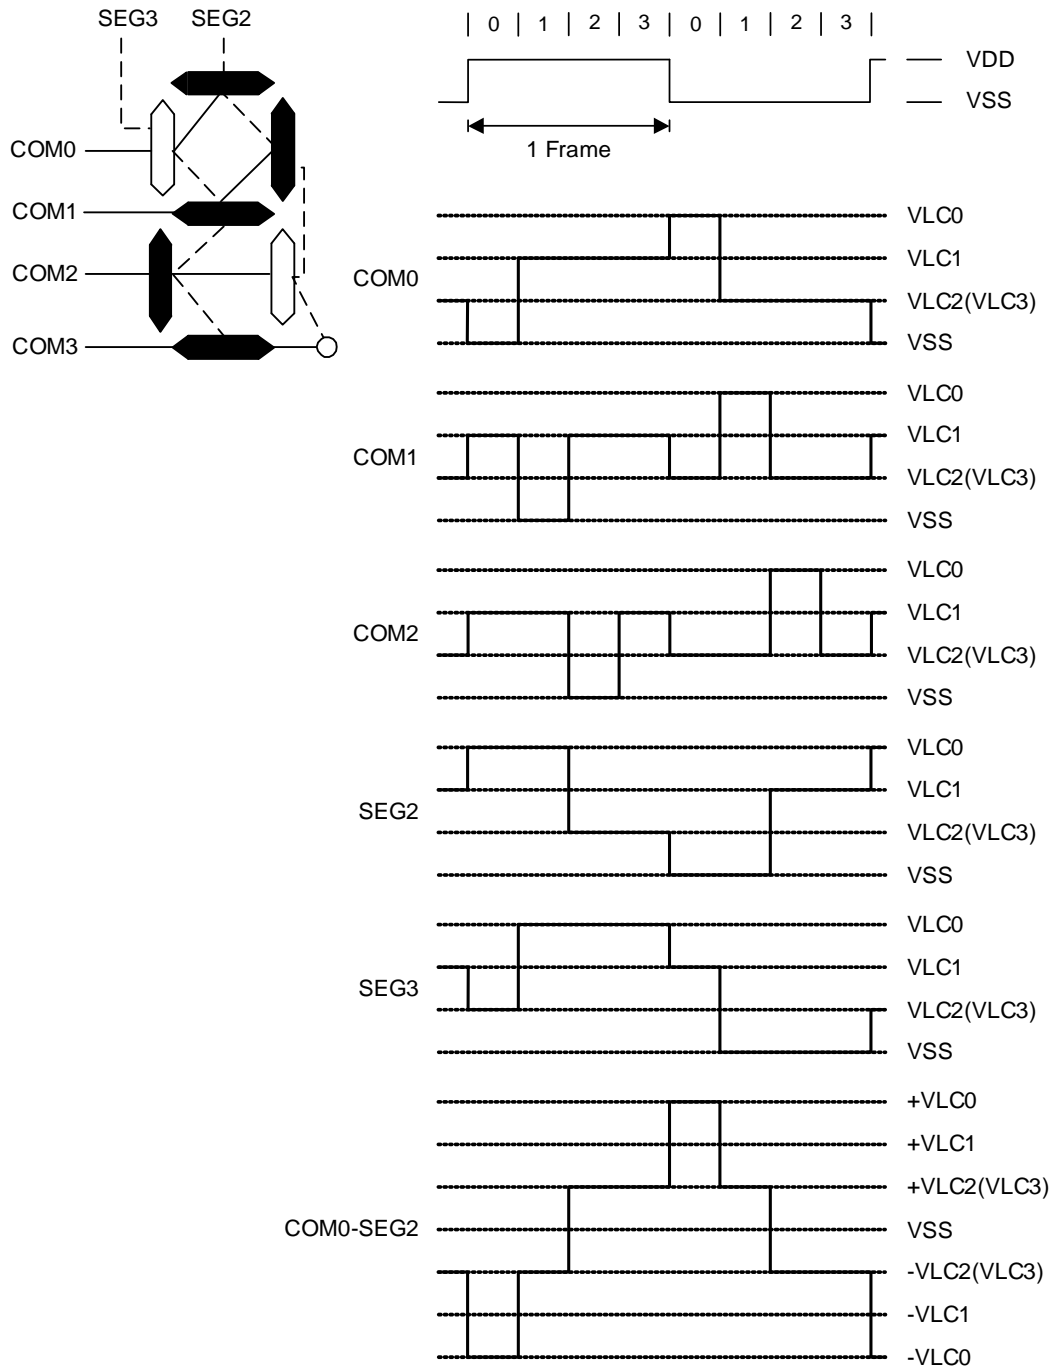 SEG3 SEG2
0 1 2 3 0 1 2 3
VDD
VSS
1 Frame
COM0
COM1
COM2
COM3
COM0
VLC0
VLC1
VLC2(VLC3)
VSS
COM1
VLC0
VLC1
VLC2(VLC3)
VSS
COM2
VLC0
VLC1
VLC2(VLC3)
VSS
SEG2
VLC0
VLC1
VLC2(VLC3)
VSS
SEG3
VLC0
VLC1
VLC2(VLC3)
VSS
COM0-SEG2
+VLC0
+VLC1
+VLC2(VLC3)
VSS
-VLC2(VLC3)
-VLC1
-VLC0